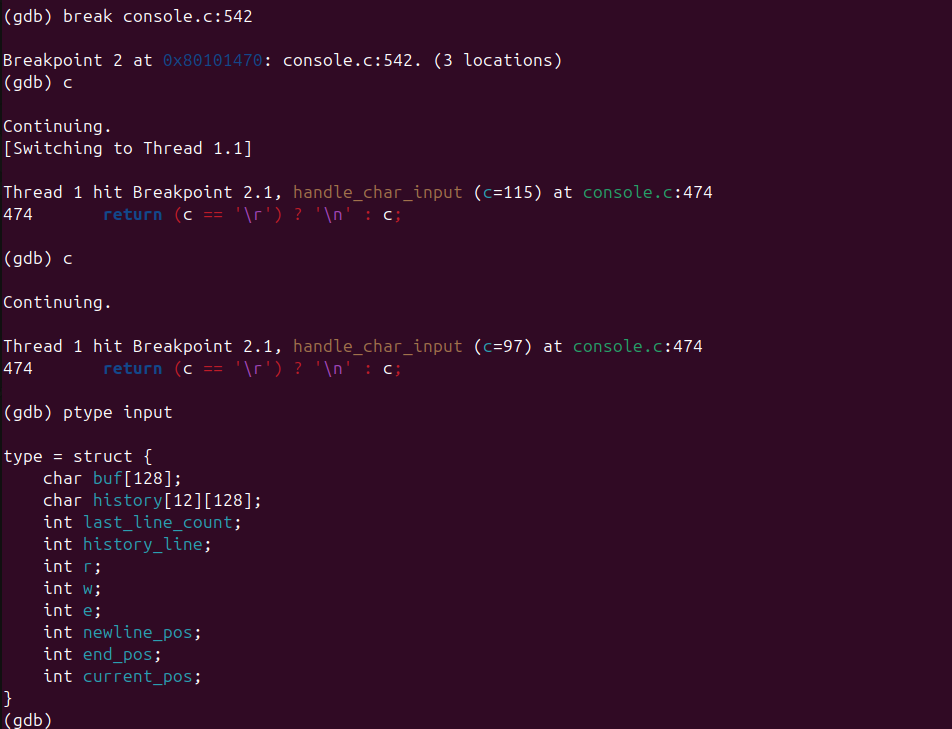 (gdb) break console.c:542
Breakpoint 2 at 0x80101470: console.c:542. (3 locations)
(gdb) c
Continuing.
[Switching to Thread 1.1]
Thread 1 hit Breakpoint 2.1, handle_char_input (c=115) at console.c:474
474        return (c == '\r') ? '\n' : c;
(gdb) c
Continuing.
Thread 1 hit Breakpoint 2.1, handle_char_input (c=97) at console.c:474
474        return (c == '\r') ? '\n' : c;
(gdb) ptype input
type = struct {
    char buf[128];
    char history[12][128];
    int last_line_count;
    int history_line;
    int r;
    int w;
    int e;
    int newline_pos;
    int end_pos;
    int current_pos;
}
(gdb)